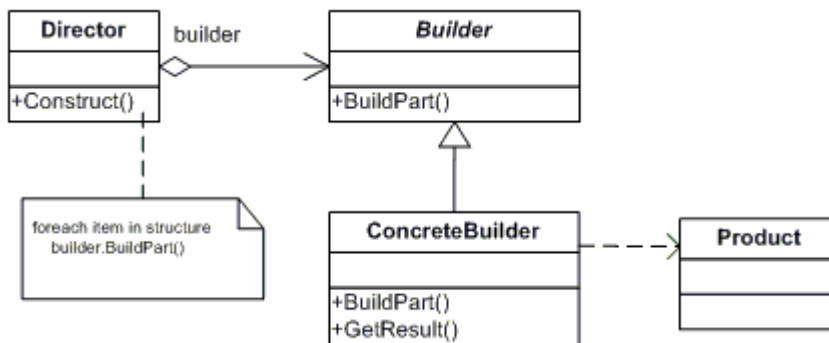 Director
builder
Builder
+Construct()
+BuildPart()
foreach item in structure
builder.BuildPart()
ConcreteBuilder
Product
+BuildPart()
+GetResult()